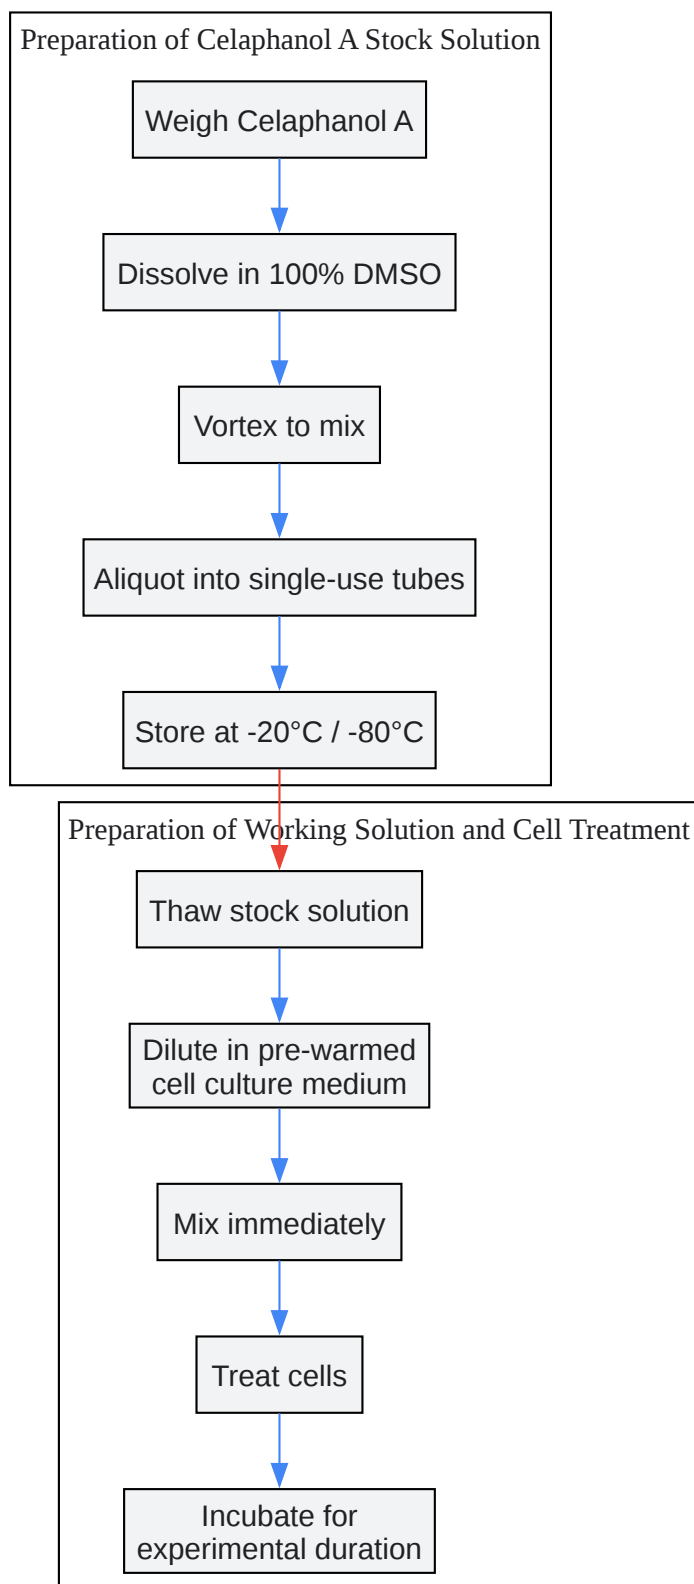 Preparation of Celaphanol A Stock Solution
Weigh Celaphanol A
Dissolve in 100% DMSO
Vortex to mix
Aliquot into single-use tubes
Store at -20°C / -80°C
Preparation of Working Solution and Cell Treatment
Thaw stock solution
Dilute in pre-warmed
cell culture medium
Mix immediately
Treat cells
Incubate for
experimental duration